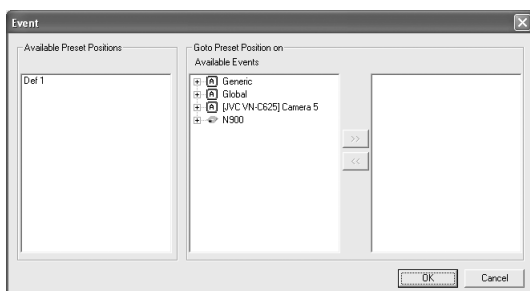 Event
Available Preset Positions
Def 1
Goto Preset Position on
Available Events
A Generic
A Global
A [JVC VN-C625] Camera 5
N900
>>
<<
OK
Cancel